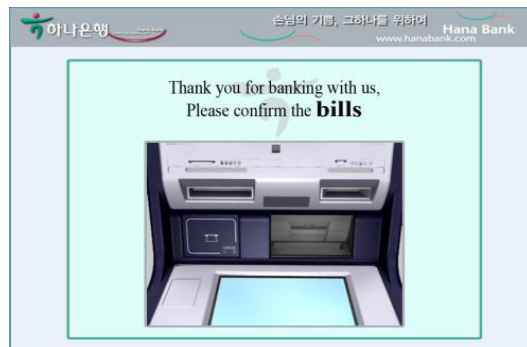 하나은행
손님의 기쁨, 그하나를 위하여
Hana Bank
www.hanabank.com
Thank you for banking with us,
Please confirm the bills